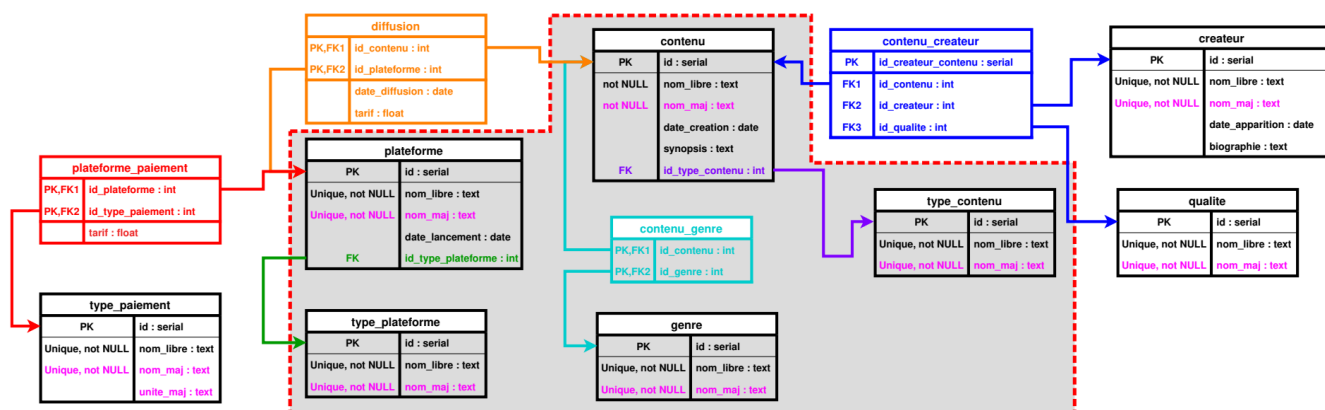 diffusion
PK,FK1 id_contenu : int
PK,FK2 id_plateforme : int
date_diffusion : date
tarif : float
contenu
PK id : serial
not NULL nom_libre : text
not NULL nom_maj : text
date_creation : date
synopsis : text
FK id_type_contenu : int
contenu_createur
PK id_createur_contenu : serial
FK1 id_contenu : int
FK2 id_createur : int
FK3 id_qualite : int
createur
PK id : serial
Unique, not NULL nom_libre : text
Unique, not NULL nom_maj : text
date_apparition : date
biographie : text
plateforme_paiement
PK,FK1 id_plateforme : int
PK,FK2 id_type_paiement : int
tarif : float
plateforme
PK id : serial
Unique, not NULL nom_libre : text
Unique, not NULL nom_maj : text
date_lancement : date
FK id_type_plateforme : int
contenu_genre
PK,FK1 id_contenu : int
PK,FK2 id_genre : int
type_contenu
PK id : serial
Unique, not NULL nom_libre : text
Unique, not NULL nom_maj : text
qualite
PK id : serial
Unique, not NULL nom_libre : text
Unique, not NULL nom_maj : text
type_paiement
PK id : serial
Unique, not NULL nom_libre : text
Unique, not NULL nom_maj : text
unite_maj : text
type_plateforme
PK id : serial
Unique, not NULL nom_libre : text
Unique, not NULL nom_maj : text
genre
PK id : serial
Unique, not NULL nom_libre : text
Unique, not NULL nom_maj : text